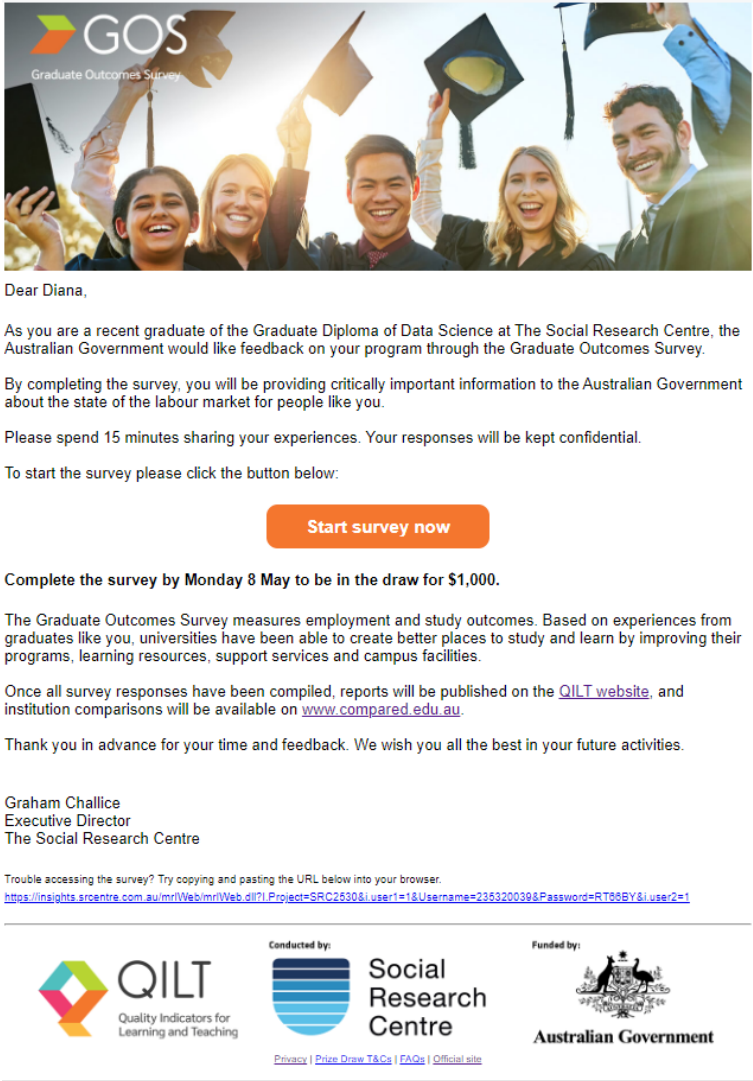 GOS
Graduate Outcomes Survey
Dear Diana,
As you are a recent graduate of the Graduate Diploma of Data Science at The Social Research Centre, the
Australian Government would like feedback on your program through the Graduate Outcomes Survey.
By completing the survey, you will be providing critically important information to the Australian Government
about the state of the labour market for people like you.
Please spend 15 minutes sharing your experiences. Your responses will be kept confidential.
To start the survey please click the button below:
Start survey now
Complete the survey by Monday 8 May to be in the draw for $1,000.
The Graduate Outcomes Survey measures employment and study outcomes. Based on experiences from
graduates like you, universities have been able to create better places to study and learn by improving their
programs, learning resources, support services and campus facilities.
Once all survey responses have been compiled, reports will be published on the QILT website, and
institution comparisons will be available on www.compared.edu.au.
Thank you in advance for your time and feedback. We wish you all the best in your future activities.
Graham Challice
Executive Director
The Social Research Centre
Trouble accessing the survey? Try copying and pasting the URL below into your browser.
https://insights.srcentre.com.au/mrIWeb/mrIWeb.dll?I.Project=SRC2530&i.user1=1&Username=235320039&Password=RT66BY&i.user2=1
QILT
Quality Indicators for
Learning and Teaching
Conducted by:
Social
Research
Centre
Funded by:
Australian Government
Privacy | Prize Draw T&Cs | FAQs | Official site